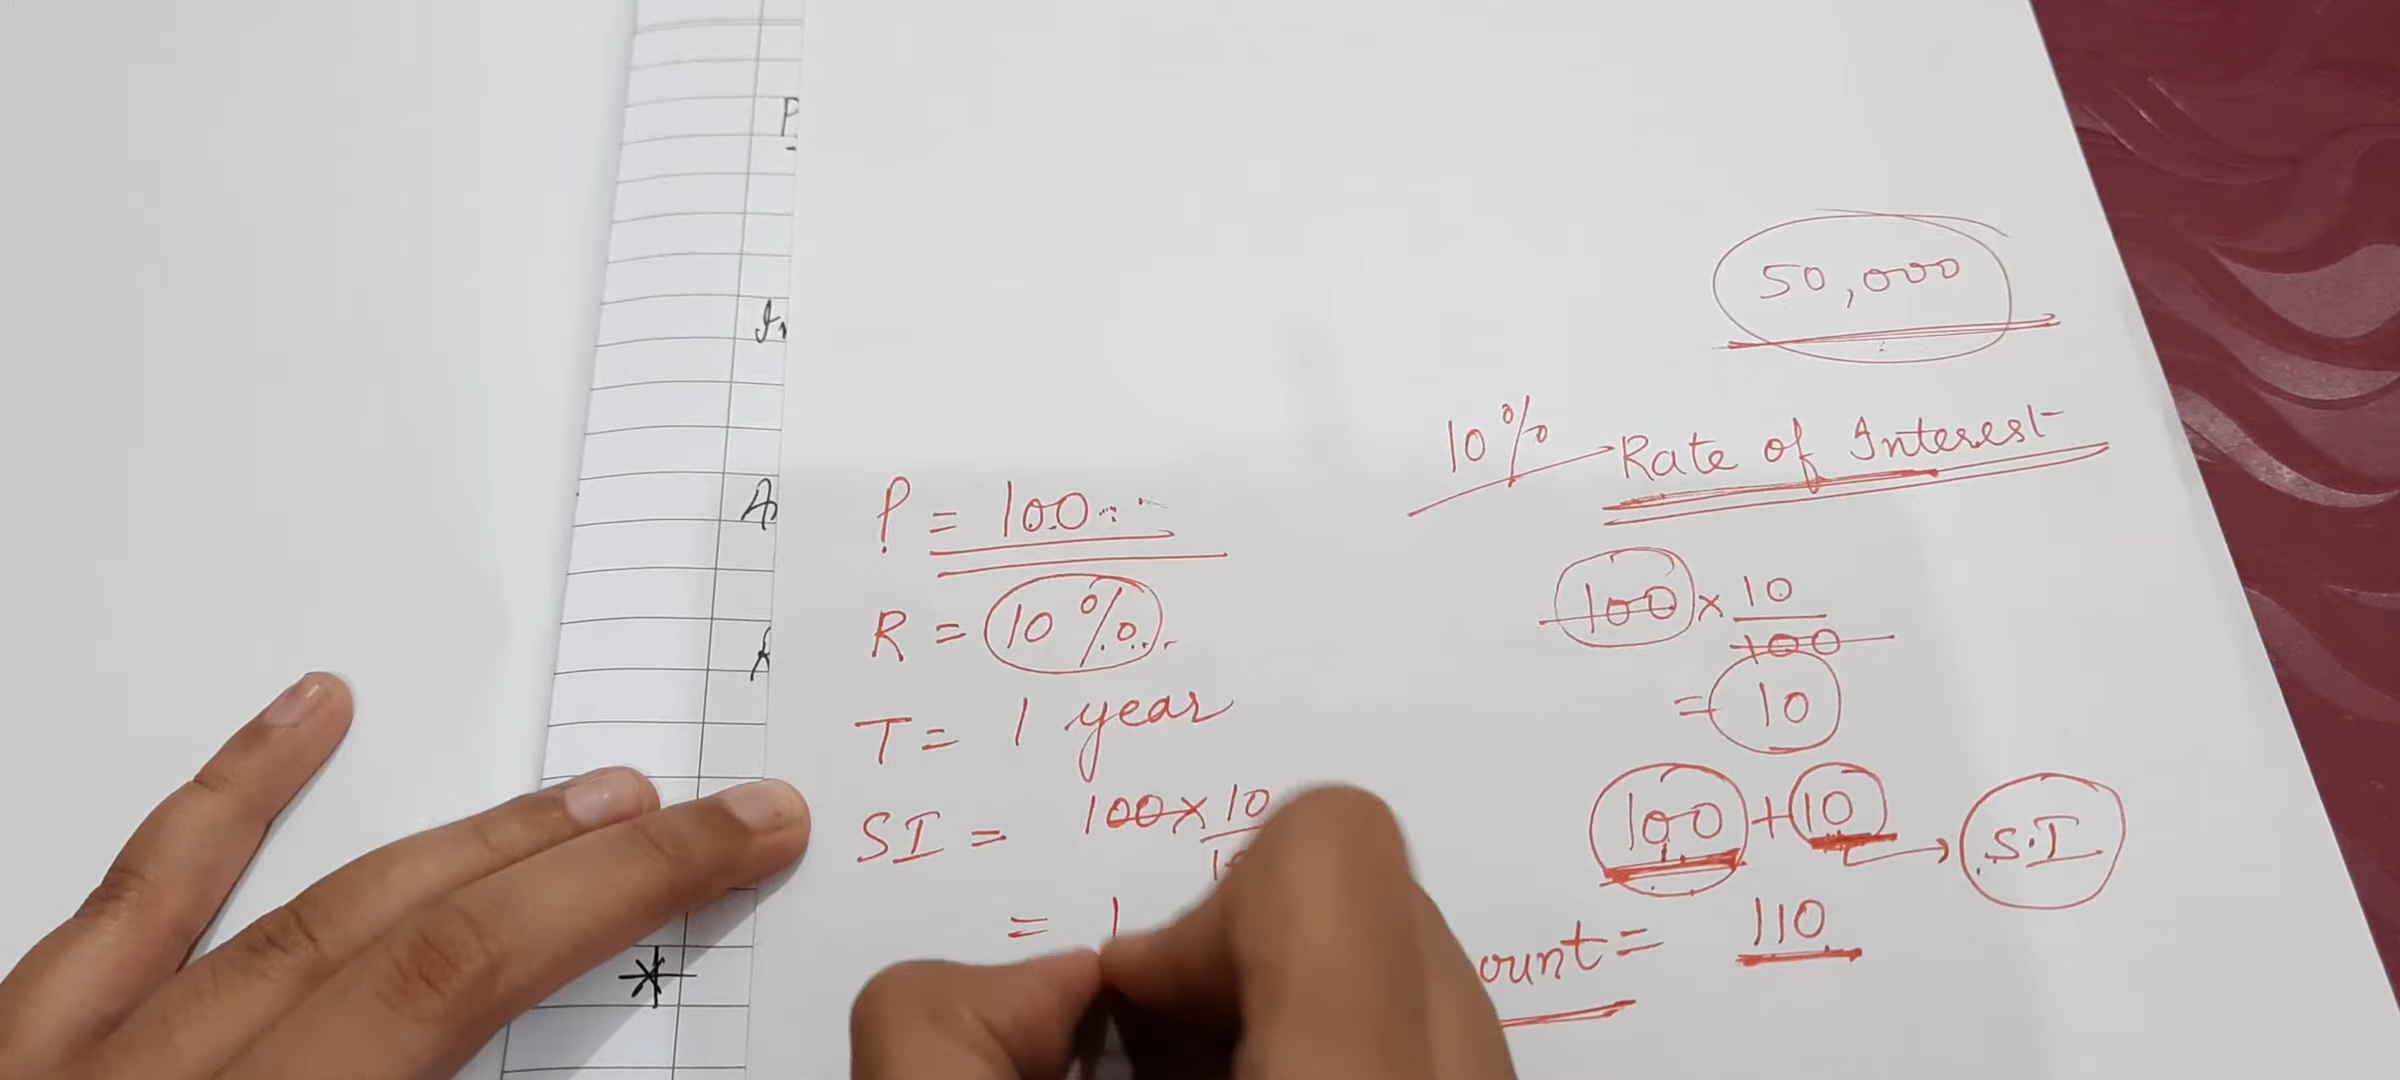 50,000
10% Rate of Interest
P = 100
R = 10%
T = 1 year
SI = 100 × 10
= 1
100 × 10
100
= 10
100 + 10 → S.I
ount = 110
P
A
*